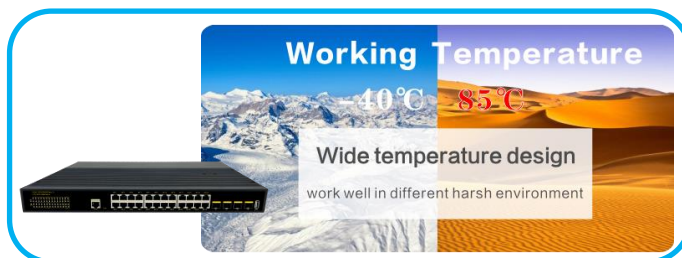 Working Temperature
-40℃ 85℃
Wide temperature design
work well in different harsh environment